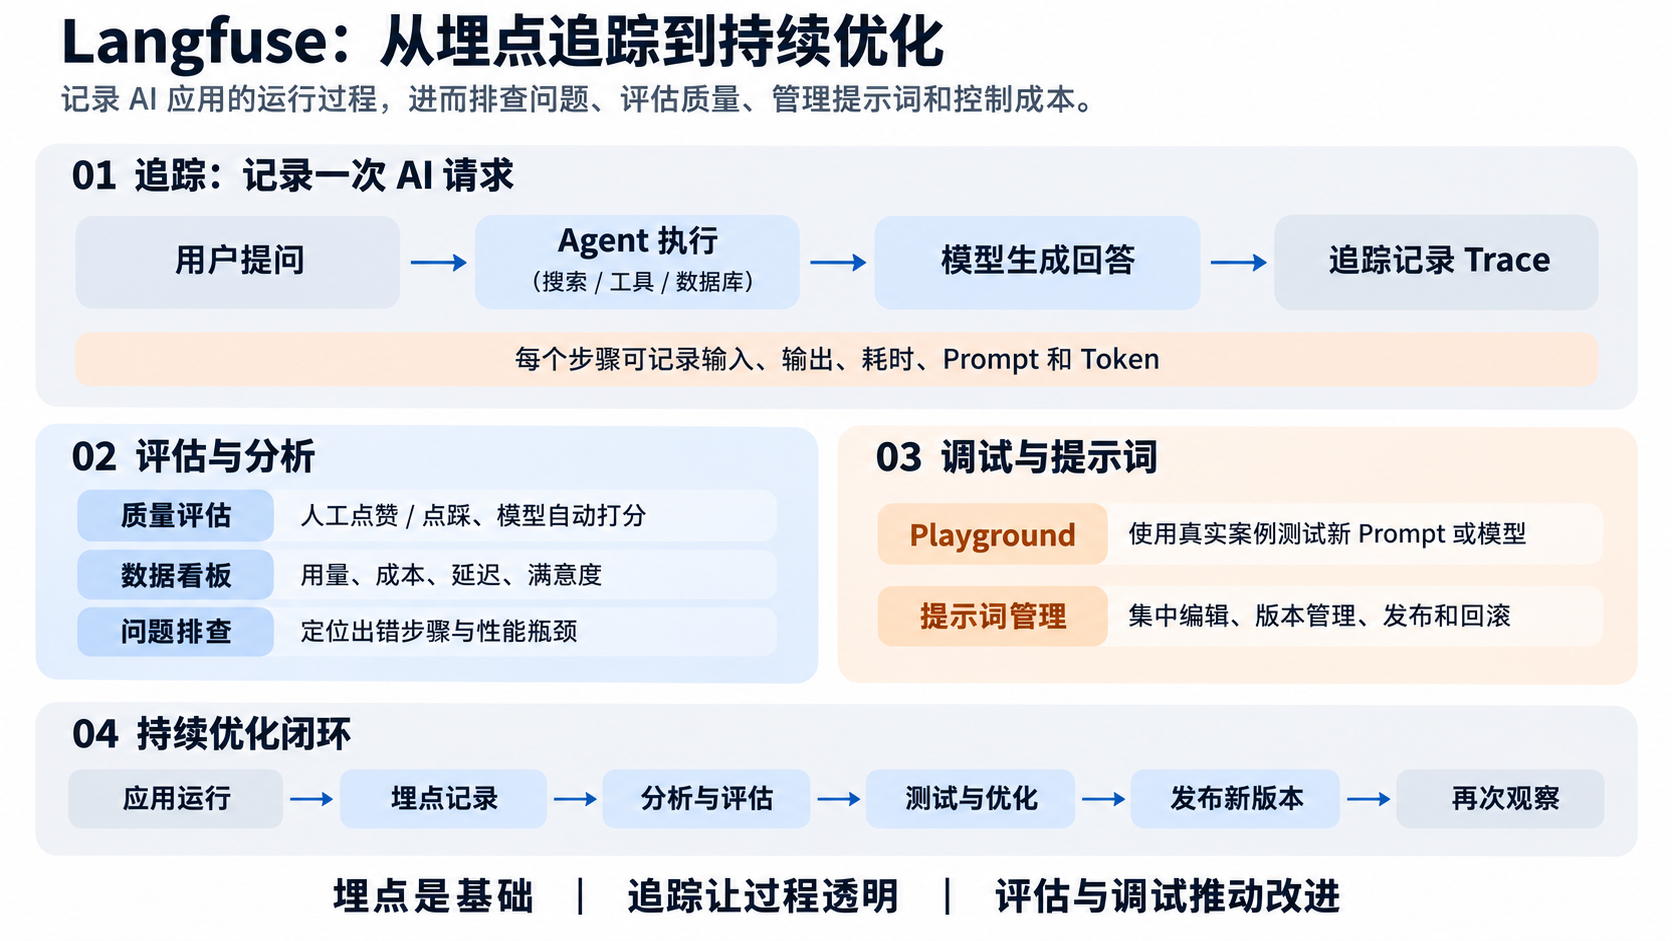 Langfuse：从埋点追踪到持续优化
记录 AI 应用的运行过程，进而排查问题、评估质量、管理提示词和控制成本。
01 追踪：记录一次 AI 请求
用户提问
Agent 执行
（搜索 / 工具 / 数据库）
模型生成回答
追踪记录 Trace
每个步骤可记录输入、输出、耗时、Prompt 和 Token
02 评估与分析
质量评估
人工点赞 / 点踩、模型自动打分
数据看板
用量、成本、延迟、满意度
问题排查
定位出错步骤与性能瓶颈
03 调试与提示词
Playground
使用真实案例测试新 Prompt 或模型
提示词管理
集中编辑、版本管理、发布和回滚
04 持续优化闭环
应用运行
埋点记录
分析与评估
测试与优化
发布新版本
再次观察
埋点是基础 | 追踪让过程透明 | 评估与调试推动改进